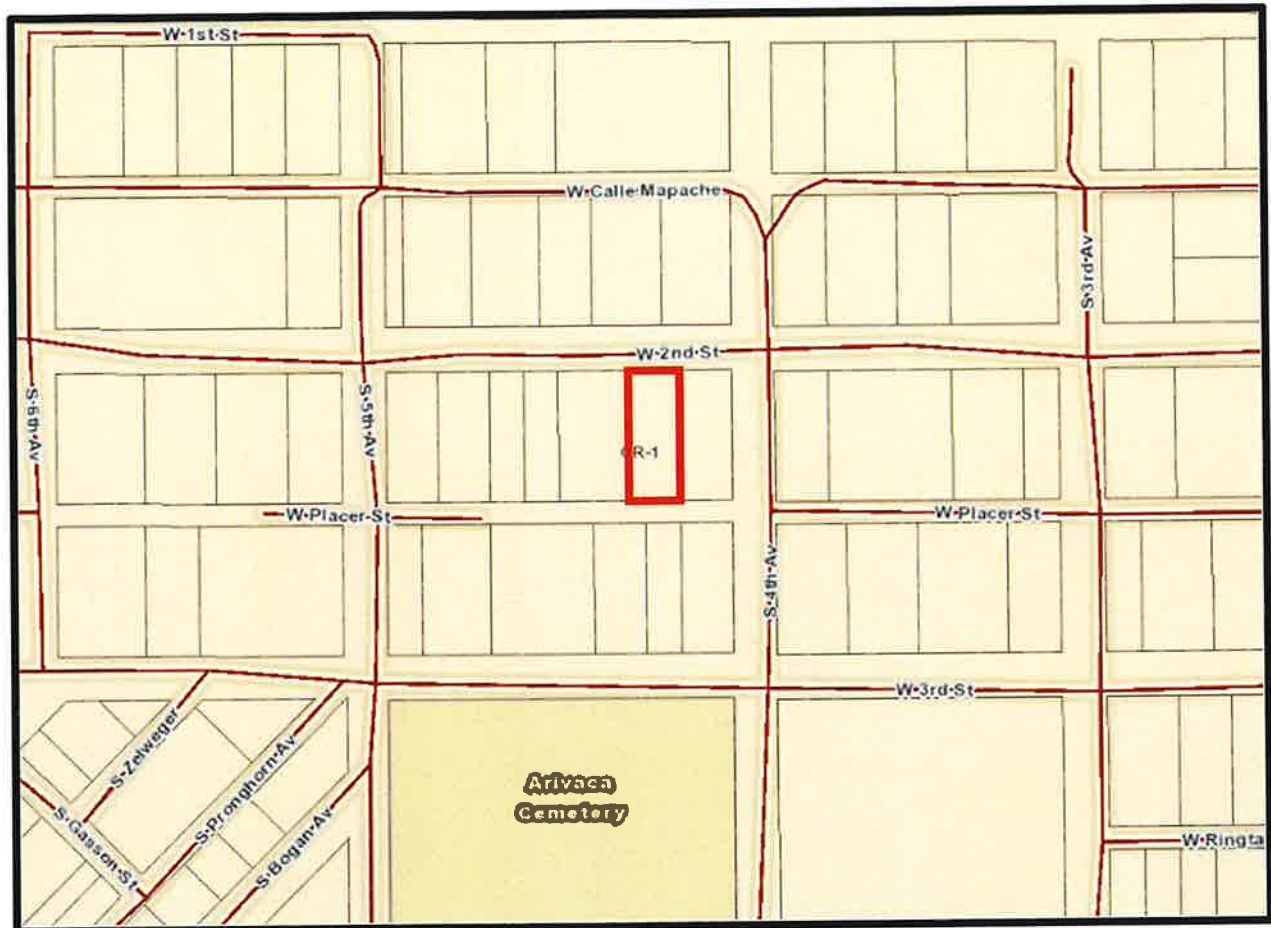 W 1st St
W Calle Mapache
S 3rd Av
W 2nd St
S 6th Av
S 5th Av
GR-1
W Placer St
W Placer St
S 4th Av
W 3rd St
S Zelweger
S Pronghorn Av
S Gasson St
S Bogan Av
Arivaca
Cemetery
W Ringta